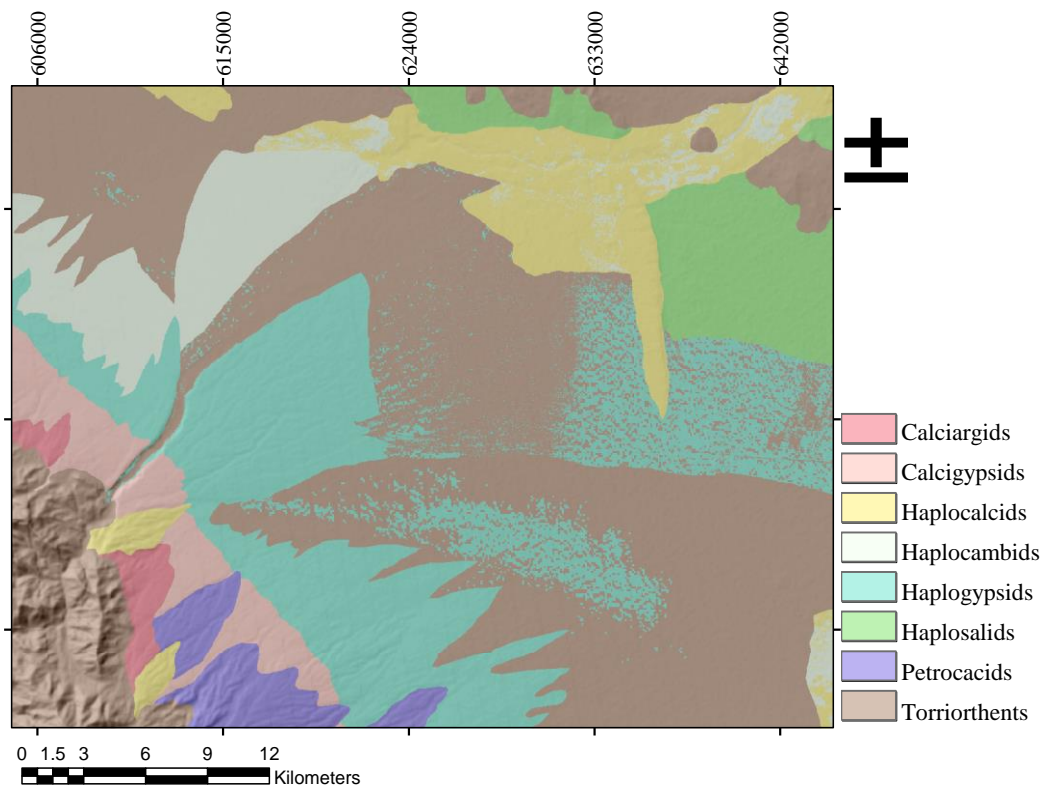 606000
615000
624000
633000
642000
Calciargids
Calcigypsids
Haplocalcids
Haplocambids
Haplogypsids
Haplosalids
Petrocacids
Torriorthents
0 1.5 3 6 9 12
Kilometers